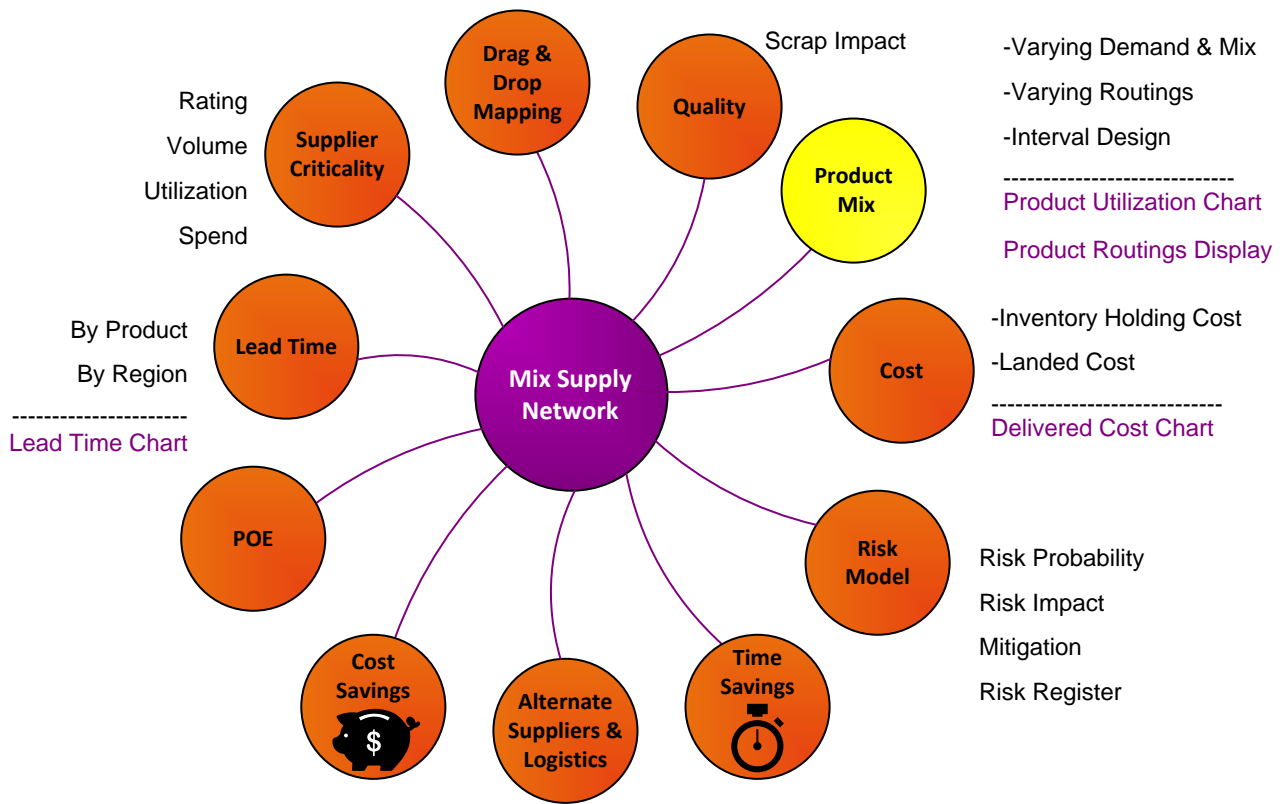 Scrap Impact
-Varying Demand & Mix
-Varying Routings
-Interval Design
-----------------------------
Product Utilization Chart
Product Routings Display
Drag &
Drop
Mapping
Quality
Product
Mix
Rating
Volume
Utilization
Spend
Supplier
Criticality
By Product
By Region
----------------------
Lead Time Chart
Lead Time
Mix Supply
Network
Cost
-Inventory Holding Cost
-Landed Cost
-----------------------------
Delivered Cost Chart
POE
Risk
Model
Risk Probability
Risk Impact
Mitigation
Risk Register
Cost
Savings
$
Alternate
Suppliers &
Logistics
Time
Savings